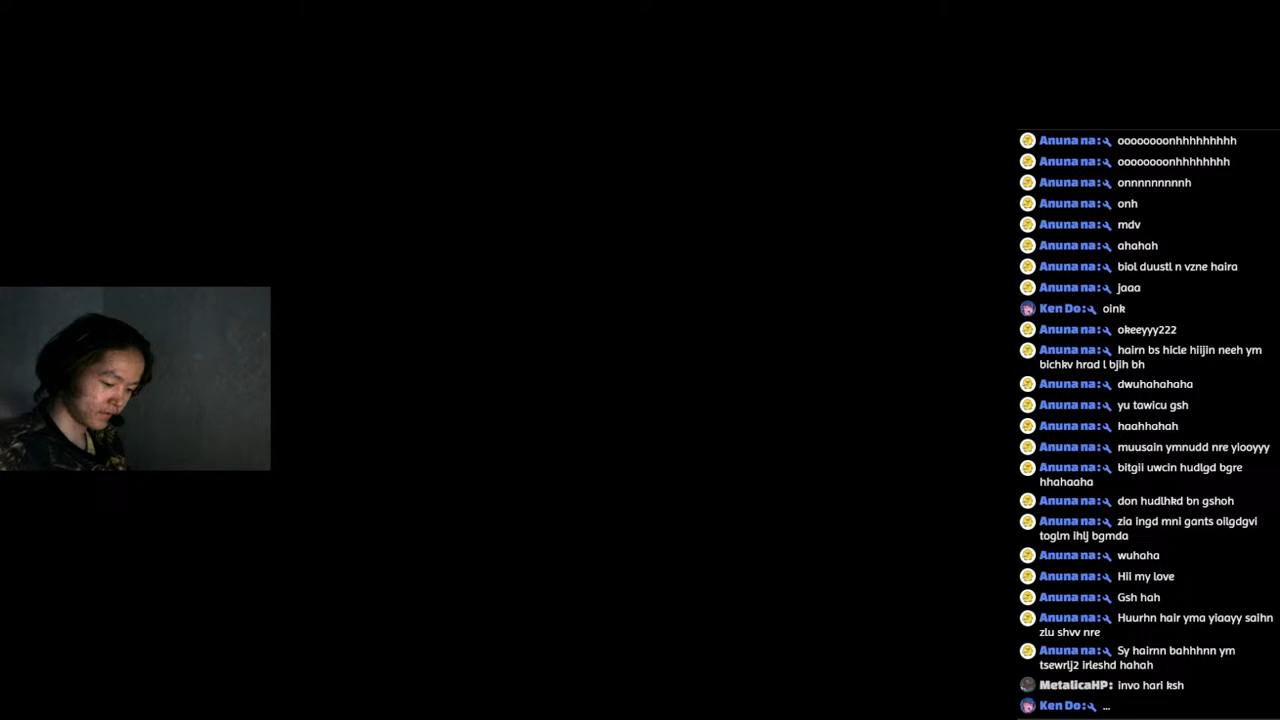 Anuna na: oooooooonhhhhhhhhh
Anuna na: oooooooonhhhhhhhh
Anuna na: onnnnnnnnnh
Anuna na: onh
Anuna na: mdv
Anuna na: ahahah
Anuna na: biol duustl n vzne haira
Anuna na: jaaa
Ken Do: oink
Anuna na: okeeyyy222
Anuna na: hairn bs hicle hiijin neeh ym
bichkv hrad l bjih bh
Anuna na: dwuhahahaha
Anuna na: yu tawicu gsh
Anuna na: haahhahah
Anuna na: muusain ymnudd nre ylooyyy
Anuna na: bitgii uwcin hudlgd bgre
hhahaaha
Anuna na: don hudlhkd bn gshoh
Anuna na: zia ingd mni gants oilgdgvi
toglm ihlj bgmda
Anuna na: wuhaha
Anuna na: Hii my love
Anuna na: Gsh hah
Anuna na: Huurhn hair yma yiaayy saihn
zlu shvv nre
Anuna na: Sy hairnn bahhhnn ym
tsewrlj2 irleshd hahah
MetalicaHP: invo hari ksh
Ken Do: ...